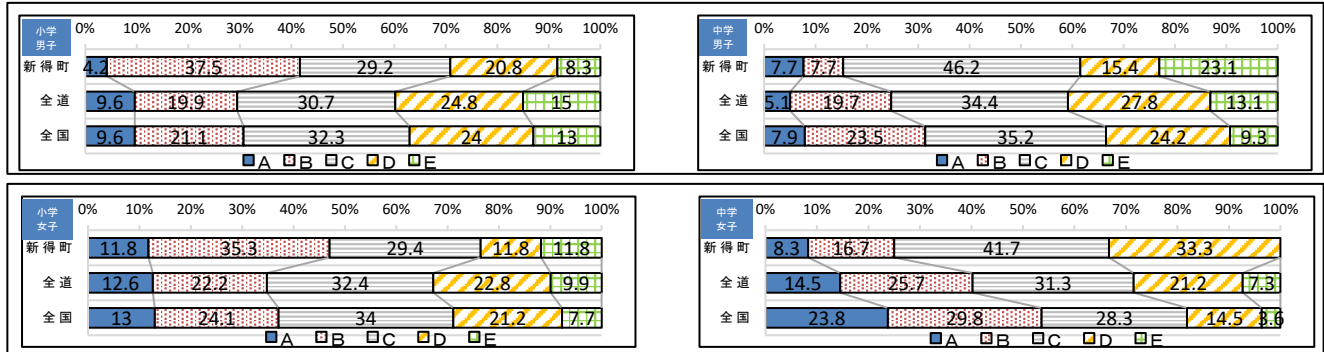 小学
男子
0% 10% 20% 30% 40% 50% 60% 70% 80% 90% 100%
新得町 4.2 37.5 29.2 20.8 8.3
全道 9.6 19.9 30.7 24.8 15
全国 9.6 21.1 32.3 24 13
A B C D E
中学
男子
0% 10% 20% 30% 40% 50% 60% 70% 80% 90% 100%
新得町 7.7 7.7 46.2 15.4 23.1
全道 5.1 19.7 34.4 27.8 13.1
全国 7.9 23.5 35.2 24.2 9.3
A B C D E
小学
女子
0% 10% 20% 30% 40% 50% 60% 70% 80% 90% 100%
新得町 11.8 35.3 29.4 11.8 11.8
全道 12.6 22.2 32.4 22.8 9.9
全国 13 24.1 34 21.2 7.7
A B C D E
中学
女子
0% 10% 20% 30% 40% 50% 60% 70% 80% 90% 100%
新得町 8.3 16.7 41.7 33.3
全道 14.5 25.7 31.3 21.2 7.3
全国 23.8 29.8 28.3 14.5 3.6
A B C D E